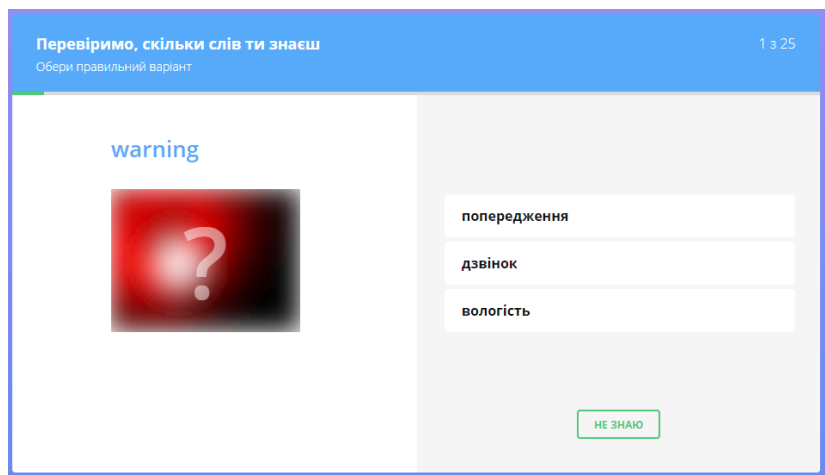 Перевіримо, скільки слів ти знаєш
1 з 25
Обери правильний варіант
warning
?
попередження
дзвінок
вологість
НЕ ЗНАЮ